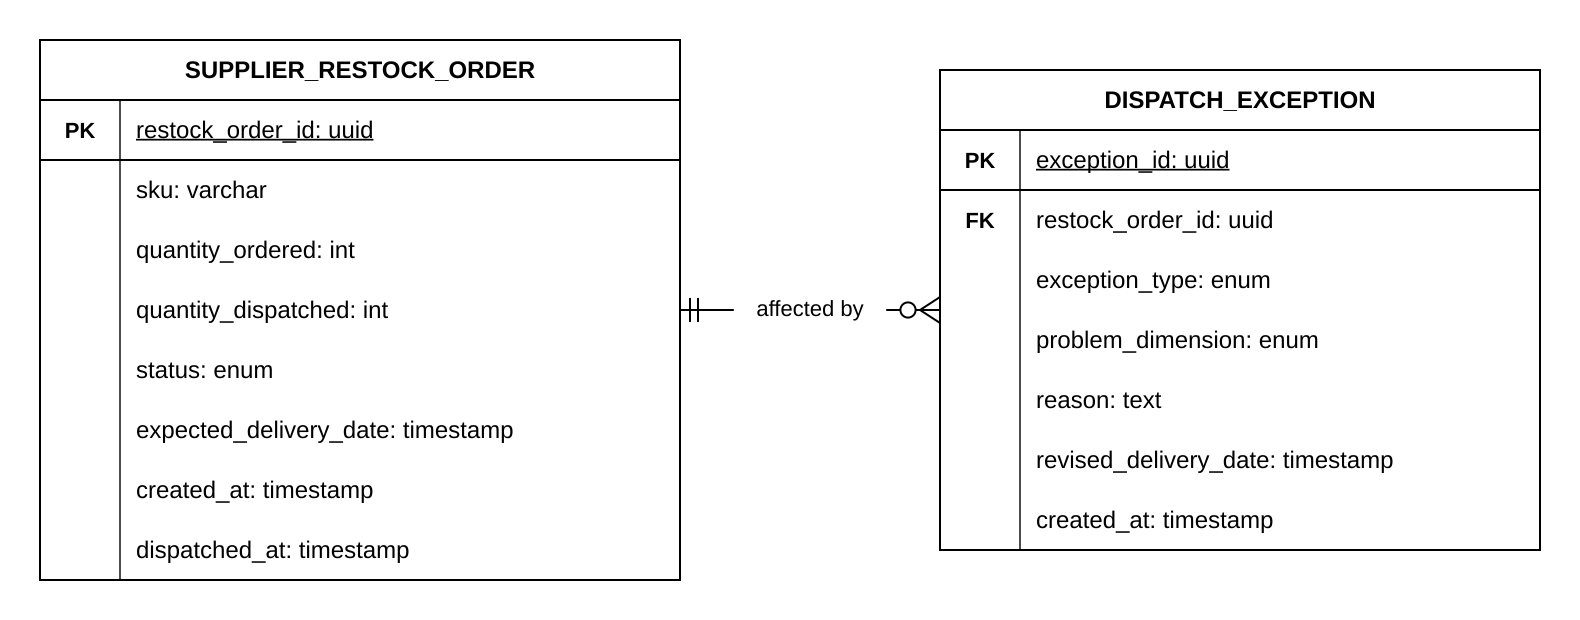 SUPPLIER_RESTOCK_ORDER
PK restock_order_id: uuid
sku: varchar
quantity_ordered: int
quantity_dispatched: int
status: enum
expected_delivery_date: timestamp
created_at: timestamp
dispatched_at: timestamp
affected by
DISPATCH_EXCEPTION
PK exception_id: uuid
FK restock_order_id: uuid
exception_type: enum
problem_dimension: enum
reason: text
revised_delivery_date: timestamp
created_at: timestamp